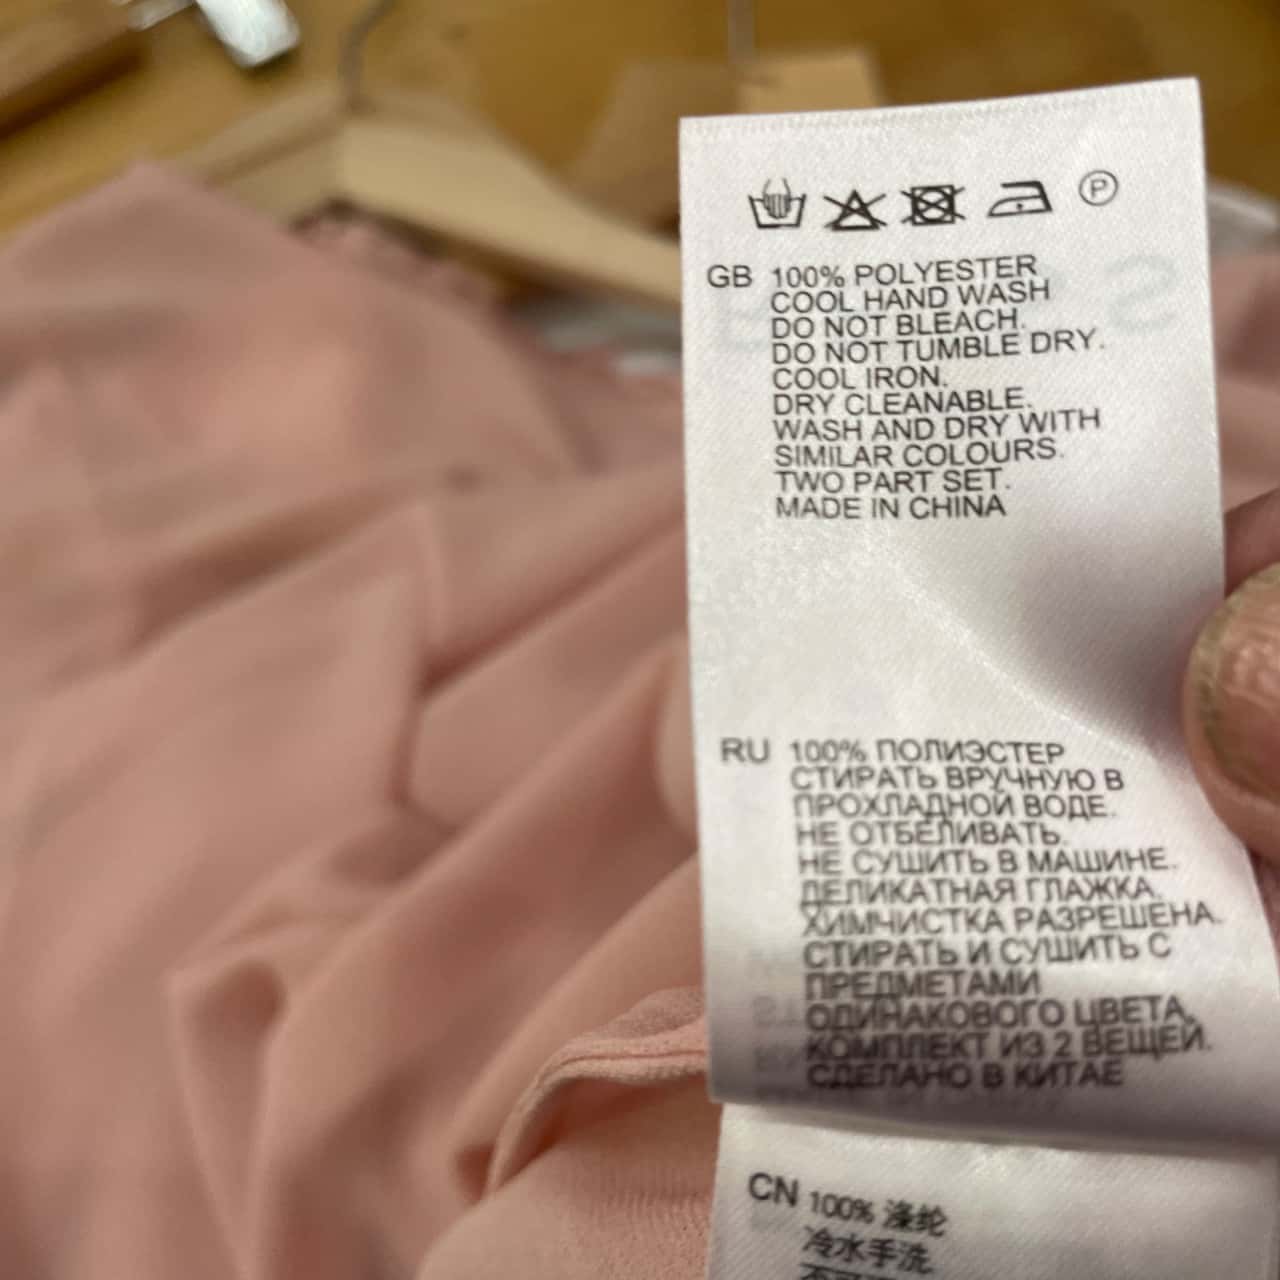 P
GB 100% POLYESTER
COOL HAND WASH
DO NOT BLEACH.
DO NOT TUMBLE DRY.
COOL IRON.
DRY CLEANABLE.
WASH AND DRY WITH
SIMILAR COLOURS.
TWO PART SET.
MADE IN CHINA
RU 100% ПОЛИЭСТЕР
СТИРАТЬ ВРУЧНУЮ В
ПРОХЛАДНОЙ ВОДЕ.
НЕ ОТБЕЛИВАТЬ.
НЕ СУШИТЬ В МАШИНЕ.
ДЕЛИКАТНАЯ ГЛАЖКА.
ХИМЧИСТКА РАЗРЕШЕНА.
СТИРАТЬ И СУШИТЬ С
ПРЕДМЕТАМИ
ОДИНАКОВОГО ЦВЕТА.
КОМПЛЕКТ ИЗ 2 ВЕЩЕЙ.
СДЕЛАНО В КИТАЕ
CN 100% 涤纶
冷水手洗